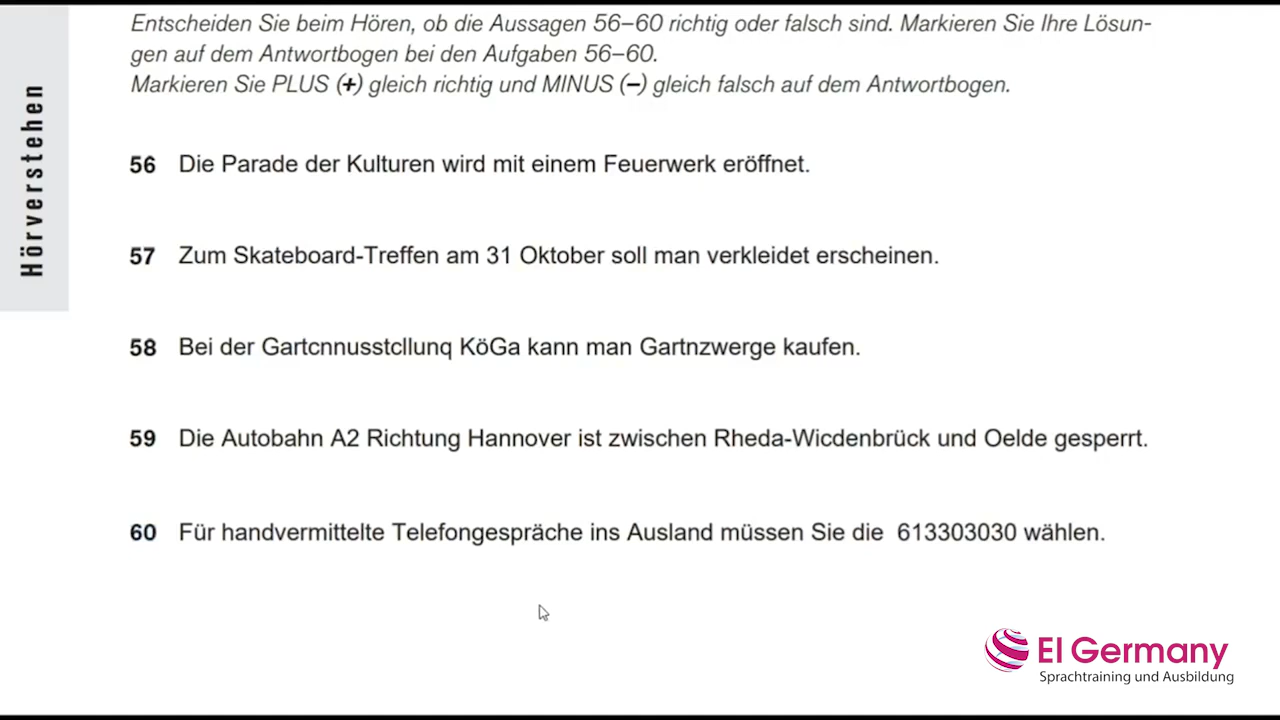 Entscheiden Sie beim Hören, ob die Aussagen 56–60 richtig oder falsch sind. Markieren Sie Ihre Lösun-
gen auf dem Antwortbogen bei den Aufgaben 56–60.
Markieren Sie PLUS (+) gleich richtig und MINUS (–) gleich falsch auf dem Antwortbogen.
Hörverstehen
56 Die Parade der Kulturen wird mit einem Feuerwerk eröffnet.
57 Zum Skateboard-Treffen am 31 Oktober soll man verkleidet erscheinen.
58 Bei der Gartcnnusstcllunq KöGa kann man Gartnzwerge kaufen.
59 Die Autobahn A2 Richtung Hannover ist zwischen Rheda-Wicdenbrück und Oelde gesperrt.
60 Für handvermittelte Telefongespräche ins Ausland müssen Sie die 613303030 wählen.
El Germany
Sprachtraining und Ausbildung